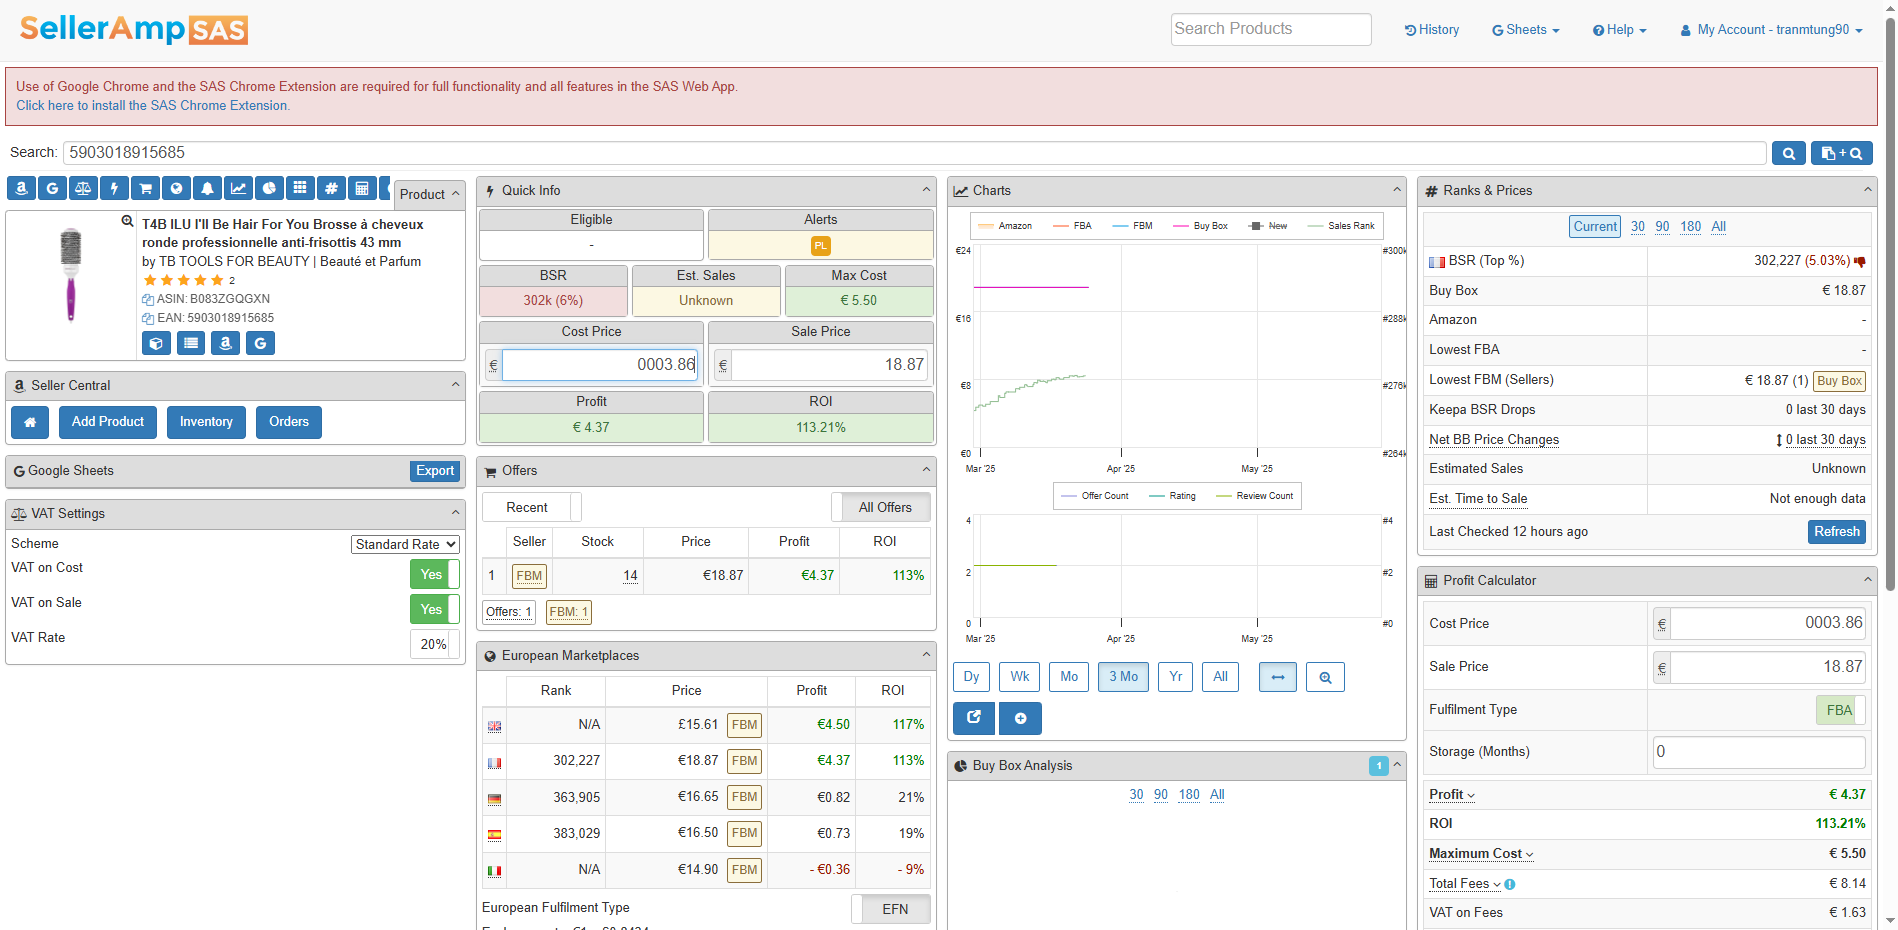 SellerAmp SAS
Search Products
History
Sheets
Help
My Account - tranmtung90
Use of Google Chrome and the SAS Chrome Extension are required for full functionality and all features in the SAS Web App.
Click here to install the SAS Chrome Extension.
Search: 5903018915685
+
Product
T4B ILU I'll Be Hair For You Brosse à cheveux
ronde professionnelle anti-frisottis 43 mm
by TB TOOLS FOR BEAUTY | Beauté et Parfum
2
ASIN: B083ZGQGXN
EAN: 5903018915685
Seller Central
Add Product Inventory Orders
Google Sheets Export
VAT Settings
Scheme Standard Rate
VAT on Cost Yes
VAT on Sale Yes
VAT Rate 20%
Quick Info
Eligible Alerts
- PL
BSR Est. Sales Max Cost
302k (6%) Unknown € 5.50
Cost Price Sale Price
€ 0003.86 € 18.87
Profit ROI
€ 4.37 113.21%
Offers
Recent All Offers
Seller Stock Price Profit ROI
1 FBM 14 €18.87 €4.37 113%
Offers: 1 FBM: 1
European Marketplaces
Rank Price Profit ROI
N/A £15.61 FBM €4.50 117%
302,227 €18.87 FBM €4.37 113%
363,905 €16.65 FBM €0.82 21%
383,029 €16.50 FBM €0.73 19%
N/A €14.90 FBM - €0.36 - 9%
European Fulfilment Type EFN
Charts
Amazon FBA FBM Buy Box New Sales Rank
€24 #300k
€16 #288k
€8 #276k
€0 #264k
Mar '25 Apr '25 May '25
Offer Count Rating Review Count
4 #4
2 #2
0 #0
Mar '25 Apr '25 May '25
Dy Wk Mo 3 Mo Yr All
Buy Box Analysis 1
30 90 180 All
Ranks & Prices
Current 30 90 180 All
BSR (Top %) 302,227 (5.03%)
Buy Box € 18.87
Amazon -
Lowest FBA -
Lowest FBM (Sellers) € 18.87 (1) Buy Box
Keepa BSR Drops 0 last 30 days
Net BB Price Changes 0 last 30 days
Estimated Sales Unknown
Est. Time to Sale Not enough data
Last Checked 12 hours ago Refresh
Profit Calculator
Cost Price € 0003.86
Sale Price € 18.87
Fulfilment Type FBA
Storage (Months) 0
Profit € 4.37
ROI 113.21%
Maximum Cost € 5.50
Total Fees € 8.14
VAT on Fees € 1.63